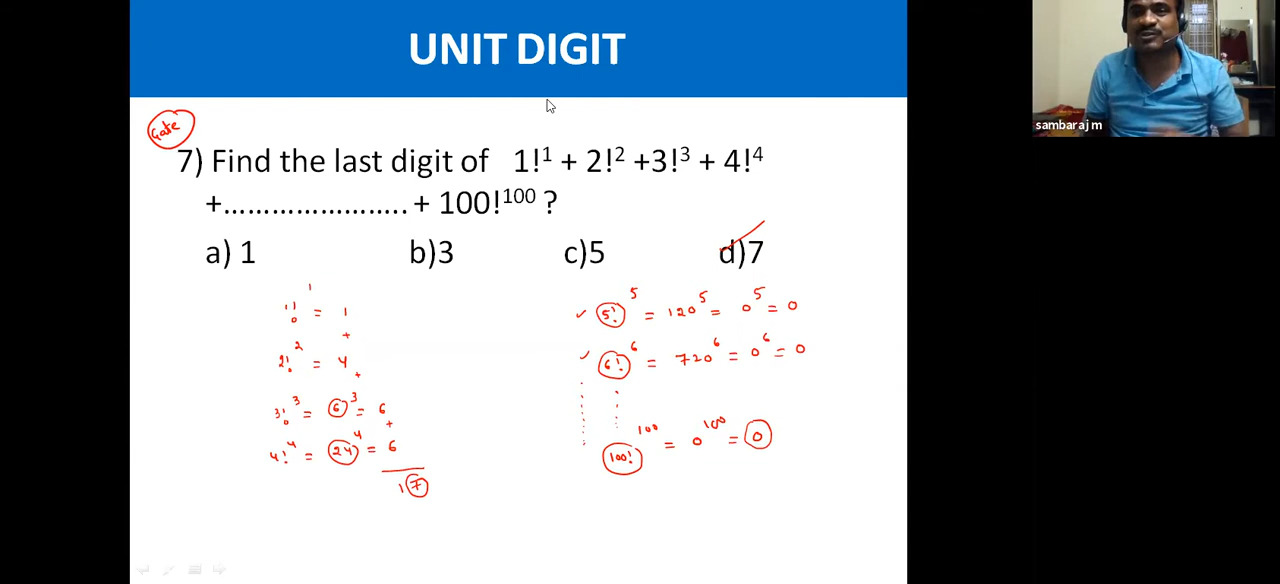 UNIT DIGIT
Gate
7) Find the last digit of 1!¹ + 2!² +3!³ + 4!⁴
+………………….. + 100!¹⁰⁰ ?
a) 1 b)3 c)5 d)7
1!¹ = 1
+
2!² = 4
+
3!³ = 6³ = 6
+
4!⁴ = 24⁴ = 6
17
5!⁵ = 120⁵ = 0⁵ = 0
6!⁶ = 720⁶ = 0⁶ = 0
100!¹⁰⁰ = 0¹⁰⁰ = 0
sambaraj m